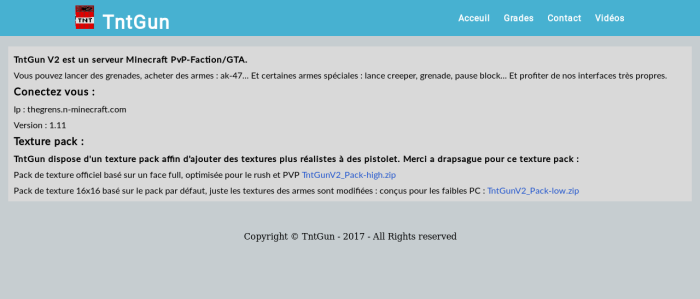 TNT
TntGun
Acceuil Grades Contact Vidéos
TntGun V2 est un serveur Minecraft PvP-Faction/GTA.
Vous pouvez lancer des grenades, acheter des armes : ak-47... Et certaines armes spéciales : lance creeper, grenade, pause block... Et profiter de nos interfaces très propres.
Conectez vous :
Ip : thegrens.n-minecraft.com
Version : 1.11
Texture pack :
TntGun dispose d'un texture pack affin d'ajouter des textures plus réalistes à des pistolet. Merci a drapsague pour ce texture pack :
Pack de texture officiel basé sur un face full, optimisée pour le rush et PVP TntGunV2_Pack-high.zip
Pack de texture 16x16 basé sur le pack par défaut, juste les textures des armes sont modifiées : conçus pour les faibles PC : TntGunV2_Pack-low.zip
Copyright © TntGun - 2017 - All Rights reserved